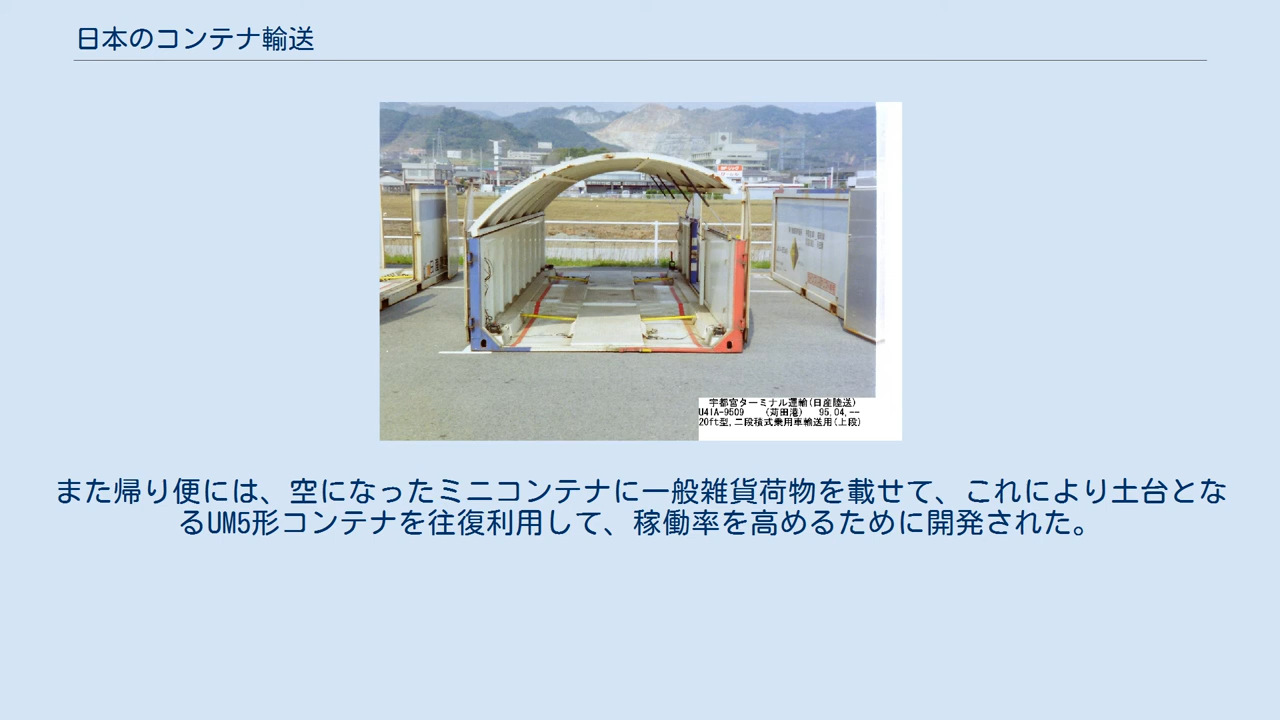 日本のコンテナ輸送
宇都宮ターミナル運輸(日産陸送)
U41A-9509 (苅田港) 95.04.--
20ft型,二段積式乗用車輸送用(上段)
また帰り便には、空になったミニコンテナに一般雑貨荷物を載せて、これにより土台とな
るUM5形コンテナを往復利用して、稼働率を高めるために開発された。